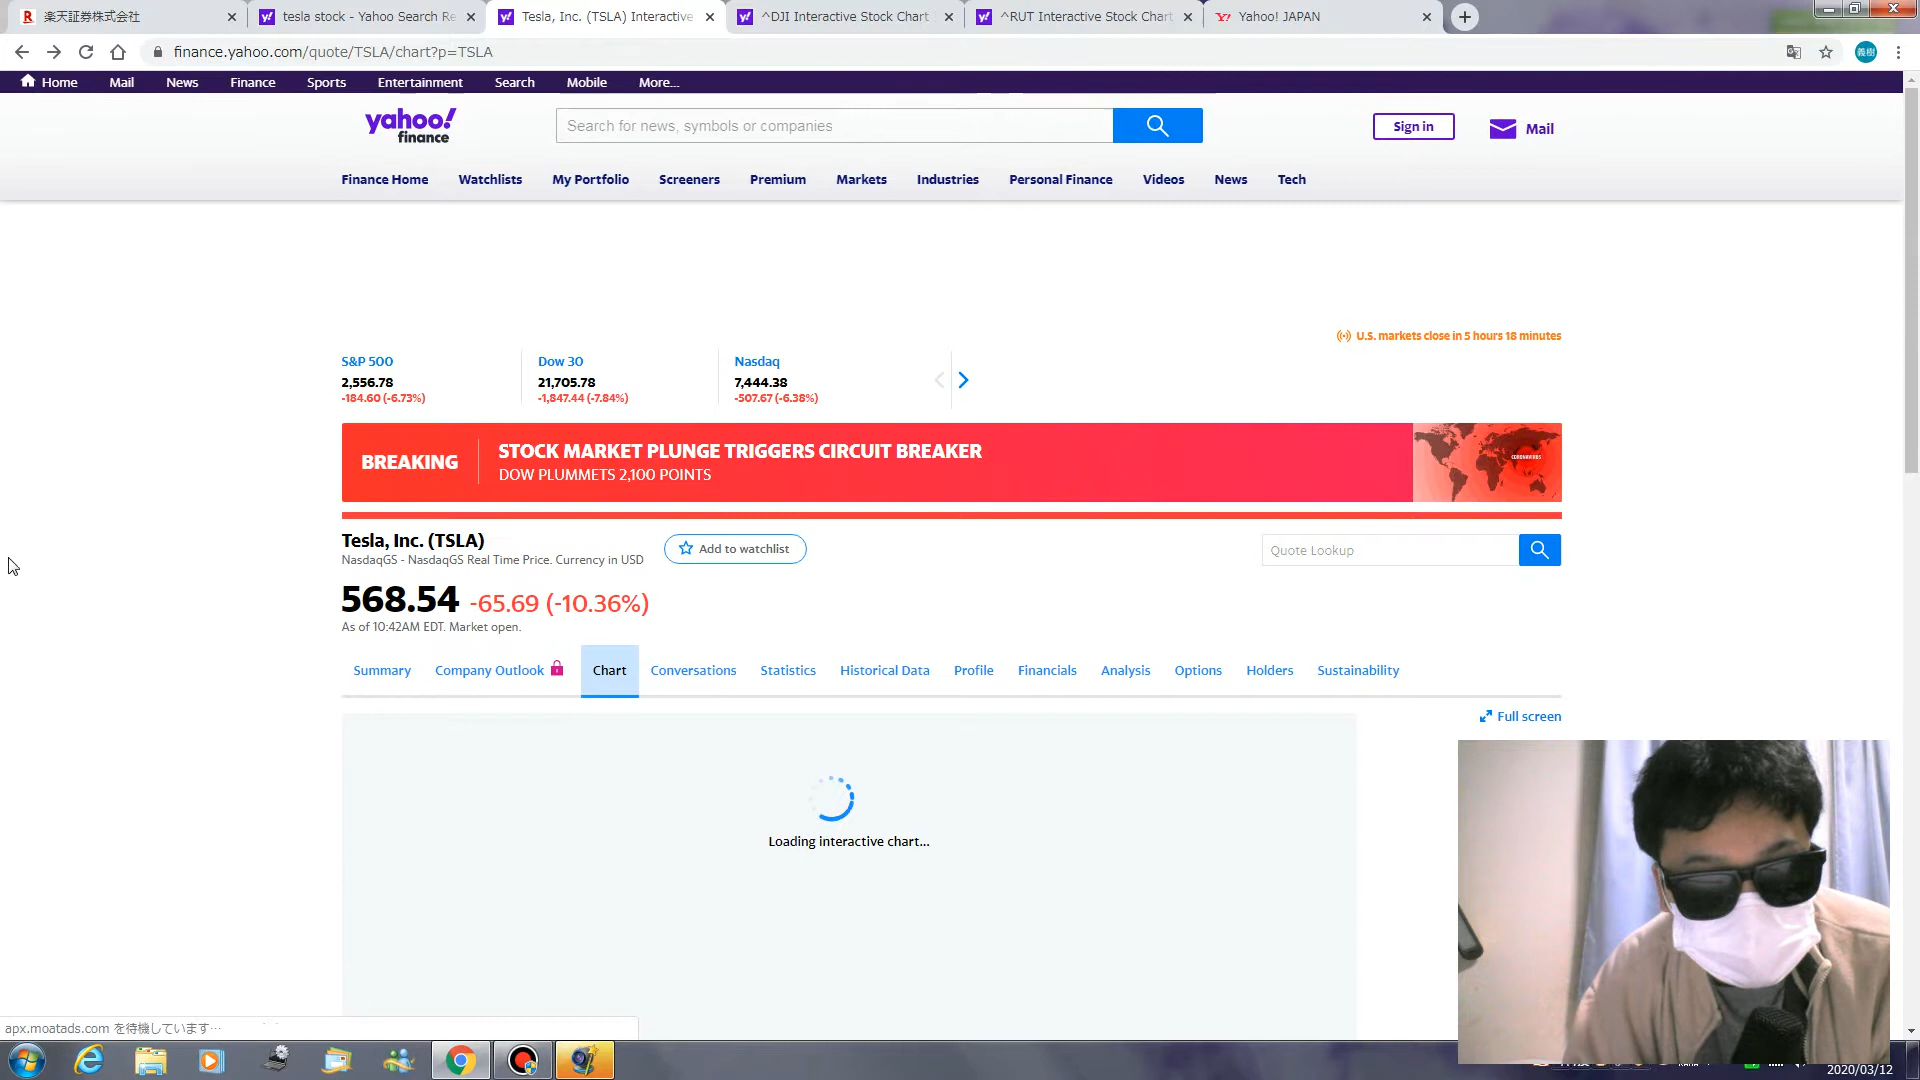 楽天証券株式会社
tesla stock - Yahoo Search Re
Tesla, Inc. (TSLA) Interactive
^DJI Interactive Stock Chart
^RUT Interactive Stock Chart
Yahoo! JAPAN
finance.yahoo.com/quote/TSLA/chart?p=TSLA
義樹
Home Mail News Finance Sports Entertainment Search Mobile More...
yahoo!
finance
Search for news, symbols or companies
Sign in
Mail
Finance Home Watchlists My Portfolio Screeners Premium Markets Industries Personal Finance Videos News Tech
U.S. markets close in 5 hours 18 minutes
S&P 500 Dow 30 Nasdaq
2,556.78 21,705.78 7,444.38
-184.60 (-6.73%) -1,847.44 (-7.84%) -507.67 (-6.38%)
BREAKING
STOCK MARKET PLUNGE TRIGGERS CIRCUIT BREAKER
DOW PLUMMETS 2,100 POINTS
CORONAVIRUS
Tesla, Inc. (TSLA)
NasdaqGS - NasdaqGS Real Time Price. Currency in USD
Add to watchlist
Quote Lookup
568.54 -65.69 (-10.36%)
As of 10:42AM EDT. Market open.
Summary Company Outlook Chart Conversations Statistics Historical Data Profile Financials Analysis Options Holders Sustainability
Full screen
Loading interactive chart...
apx.moatads.com を待機しています…
2020/03/12